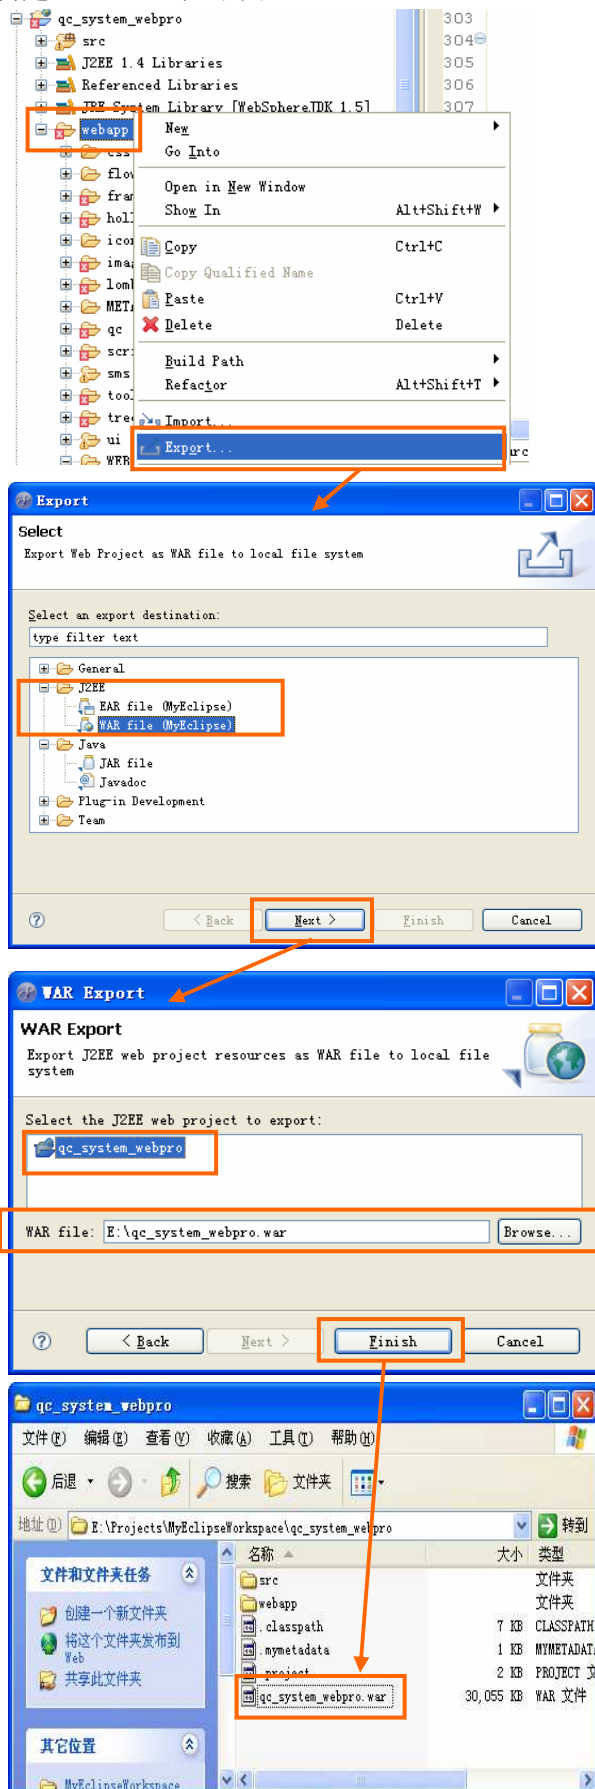 qc_system_webpro
303
src
304
J2EE 1.4 Libraries
305
Referenced Libraries
306
JRE System Library [WebSphere JDK 1.5]
307
webapp
New
css
Go Into
Open in New Window
Show In Alt+Shift+W
Copy Ctrl+C
Copy Qualified Name
META
Paste Ctrl+V
qc
Delete Delete
sms
Build Path
Refactor Alt+Shift+T
Import...
ui
Export...
Export
Select
Export Web Project as WAR file to local file system
Select an export destination:
type filter text
General
J2EE
EAR file (MyEclipse)
WAR file (MyEclipse)
Java
JAR file
Javadoc
Plug-in Development
Team
< Back Next > Finish Cancel
WAR Export
WAR Export
Export J2EE web project resources as WAR file to local file
system
Select the J2EE web project to export:
qc_system_webpro
WAR file: E:\qc_system_webpro.war Browse...
< Back Next > Finish Cancel
qc_system_webpro
文件(F) 编辑(E) 查看(V) 收藏(A) 工具(T) 帮助(H)
后退 搜索 文件夹
地址(D) E:\Projects\MyEclipseWorkspace\qc_system_webpro 转到
名称 大小 类型
文件和文件夹任务
src 文件夹
webapp 文件夹
创建一个新文件夹
.classpath 7 KB CLASSPATH
将这个文件夹发布到
Web
.mymetadata 1 KB MYMETADATA
共享此文件夹
.project 2 KB PROJECT 文
qc_system_webpro.war 30,055 KB WAR 文件
其它位置
MyEclipseWorkspace